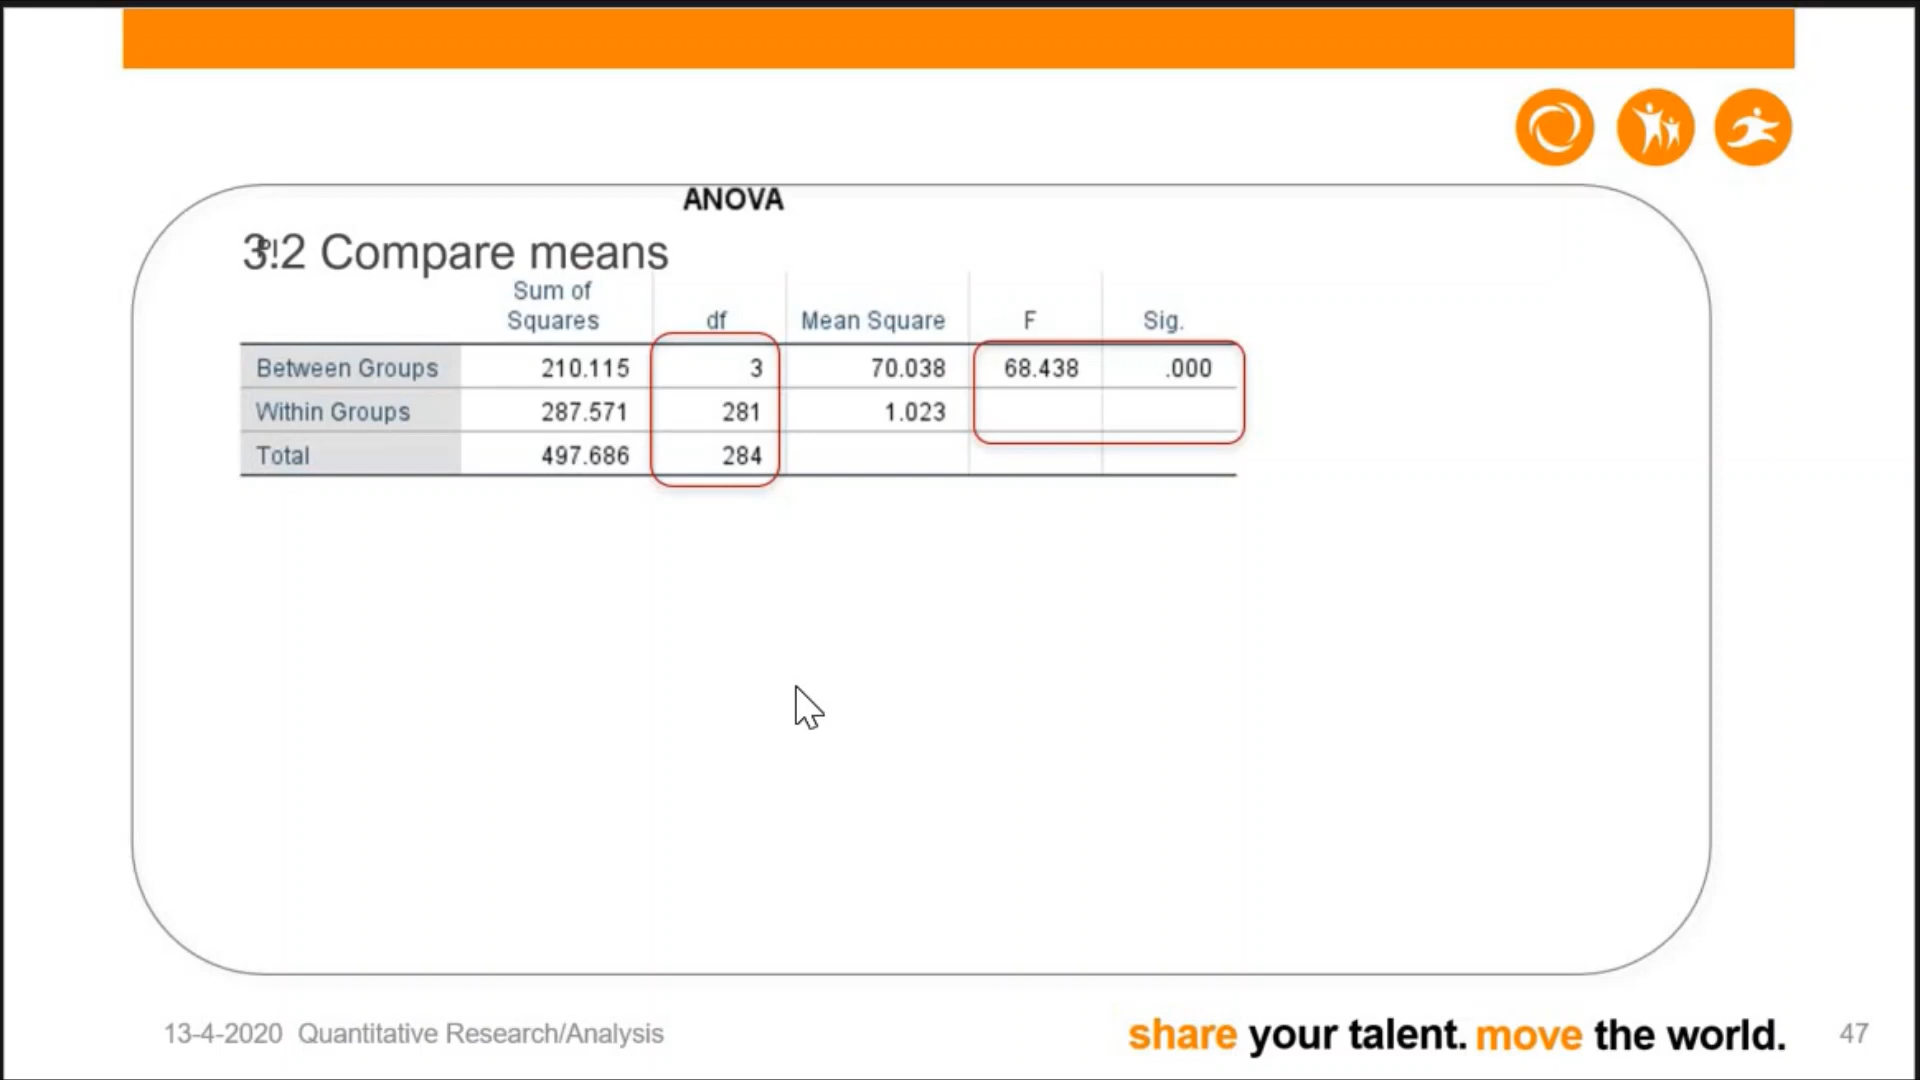 ANOVA
3.2 Compare means
Sum of
Squares df Mean Square F Sig.
Between Groups 210.115 3 70.038 68.438 .000
Within Groups 287.571 281 1.023
Total 497.686 284
13-4-2020 Quantitative Research/Analysis
share your talent. move the world. 47